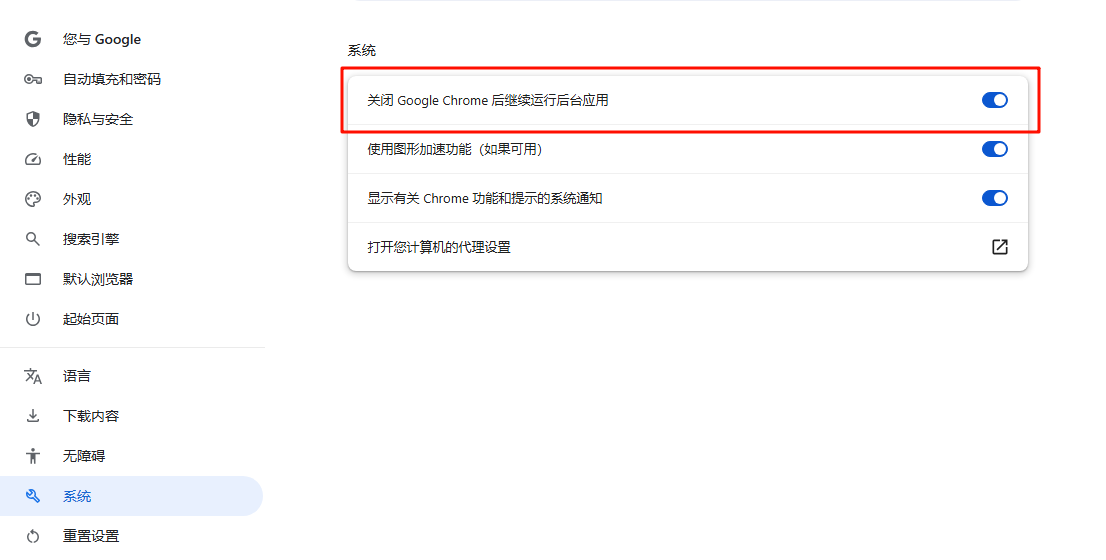 您与 Google
自动填充和密码
隐私与安全
性能
外观
搜索引擎
默认浏览器
起始页面
语言
下载内容
无障碍
系统
重置设置
系统
关闭 Google Chrome 后继续运行后台应用
使用图形加速功能（如果可用）
显示有关 Chrome 功能和提示的系统通知
打开您计算机的代理设置